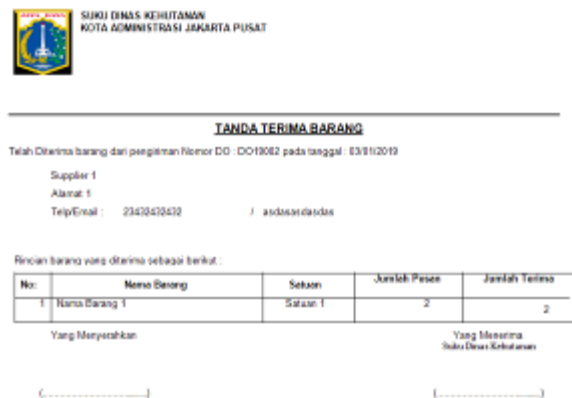 SUKU DINAS KEHUTANAN
KOTA ADMINISTRASI JAKARTA PUSAT
TANDA TERIMA BARANG
Telah Diterima barang dari pengiriman Nomor DO : DO19002 pada tanggal : 03/01/2019
Supplier 1
Alamat 1
Telp/Email : 23432432432 / asdasasdasdas
Rincian barang yang diterima sebagai berikut :
No: Nama Barang Satuan Jumlah Pesan Jumlah Terima
1 Nama Barang 1 Satuan 1 2 2
Yang Menyerahkan Yang Menerima
Suku Dinas Kehutanan
(..........................) (..........................)